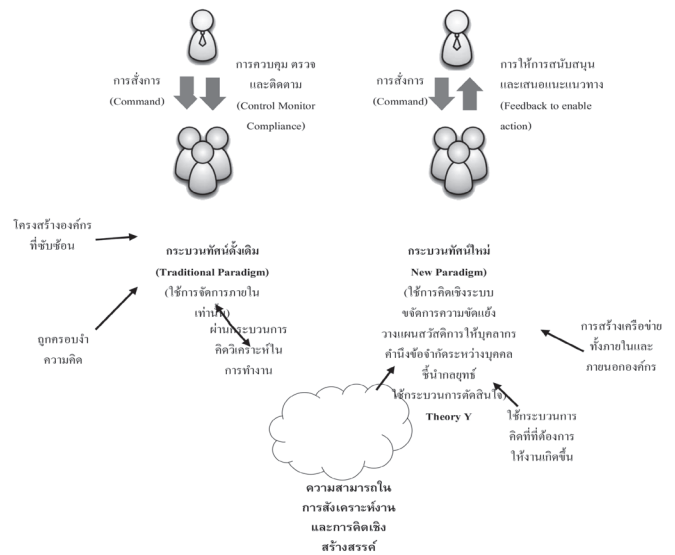 การสั่งการ
(Command)
การควบคุม ตรวจ
และติดตาม
(Control Monitor
Compliance)
การสั่งการ
(Command)
การให้การสนับสนุน
และเสนอแนะแนวทาง
(Feedback to enable
action)
โครงสร้างองค์กร
ที่ซับซ้อน
ถูกครอบงำ
ความคิด
กระบวนทัศน์ดั้งเดิม
(Traditional Paradigm)
(ใช้การจัดการภายใน
เท่านั้น)
ผ่านกระบวนการ
คิดวิเคราะห์ใน
การทำงาน
กระบวนทัศน์ใหม่
New Paradigm)
(ใช้การคิดเชิงระบบ
ขจัดการความขัดแย้ง
วางแผนสวัสดิการให้บุคลากร
คำนึงข้อจำกัดระหว่างบุคคล
ชี้นำกลยุทธ์
ใช้กระบวนการตัดสินใจ)
Theory Y
การสร้างเครือข่าย
ทั้งภายในและ
ภายนอกองค์กร
ใช้กระบวนการ
คิดที่ที่ต้องการ
ให้งานเกิดขึ้น
ความสามารถใน
การสังเคราะห์งาน
และการคิดเชิง
สร้างสรรค์